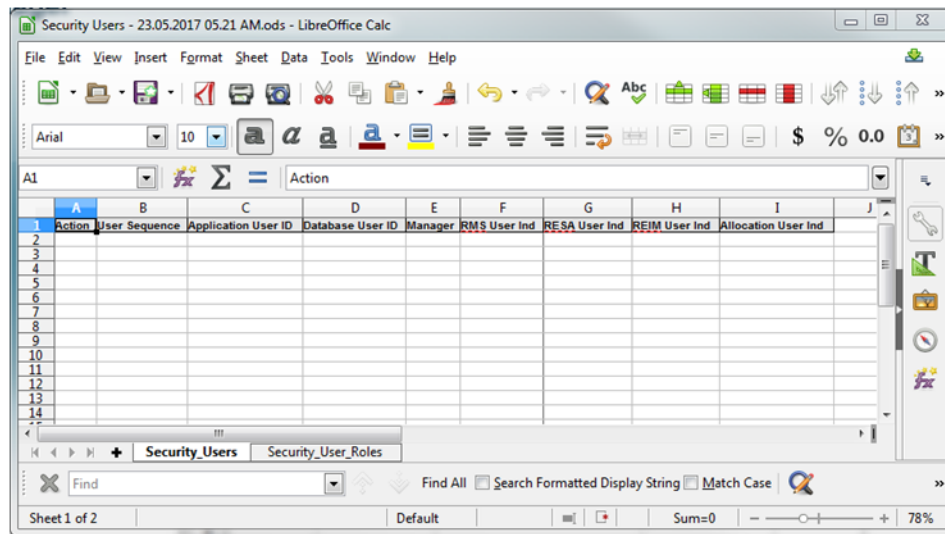 Security Users - 23.05.2017 05.21 AM.ods - LibreOffice Calc
File Edit View Insert Format Sheet Data Tools Window Help
Abc
Arial 10 a a a a $ % 0.0
A1 Action
A B C D E F G H I J
1 Action User Sequence Application User ID Database User ID Manager RMS User Ind RESA User Ind REIM User Ind Allocation User Ind
2
3
4
5
6
7
8
9
10
11
12
13
14
Security_Users Security_User_Roles
Find Find All Search Formatted Display String Match Case
Sheet 1 of 2 Default Sum=0 78%